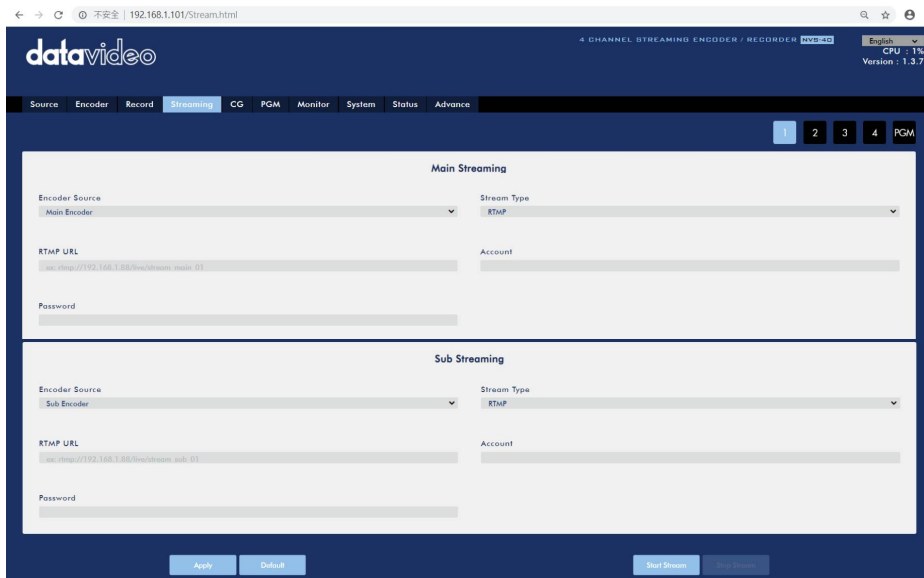 不安全 | 192.168.1.101/Stream.html
datavideo
4 CHANNEL STREAMING ENCODER / RECORDER NVS-40
English
CPU : 1%
Version : 1.3.7
Source Encoder Record Streaming CG PGM Monitor System Status Advance
1 2 3 4 PGM
Main Streaming
Encoder Source Stream Type
Main Encoder RTMP
RTMP URL Account
ex: rtmp://192.168.1.88/live/stream_main_01
Password
Sub Streaming
Encoder Source Stream Type
Sub Encoder RTMP
RTMP URL Account
ex: rtmp://192.168.1.88/live/stream_sub_01
Password
Apply Default Start Stream Stop Stream